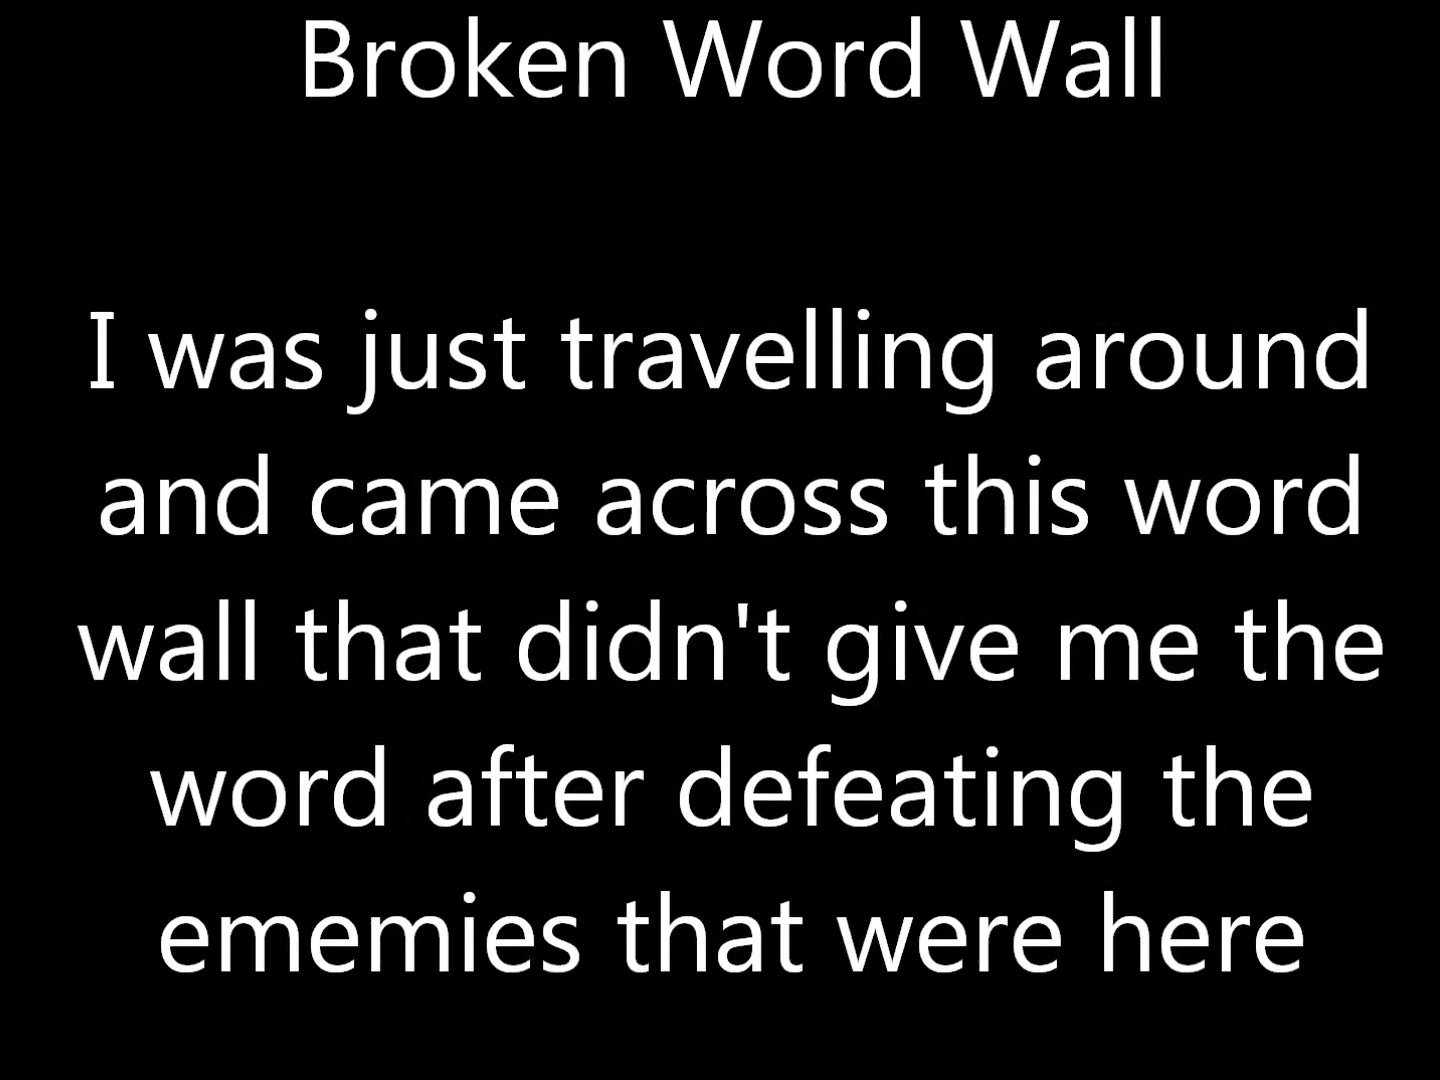 Broken Word Wall
I was just travelling around
and came across this word
wall that didn't give me the
word after defeating the
ememies that were here